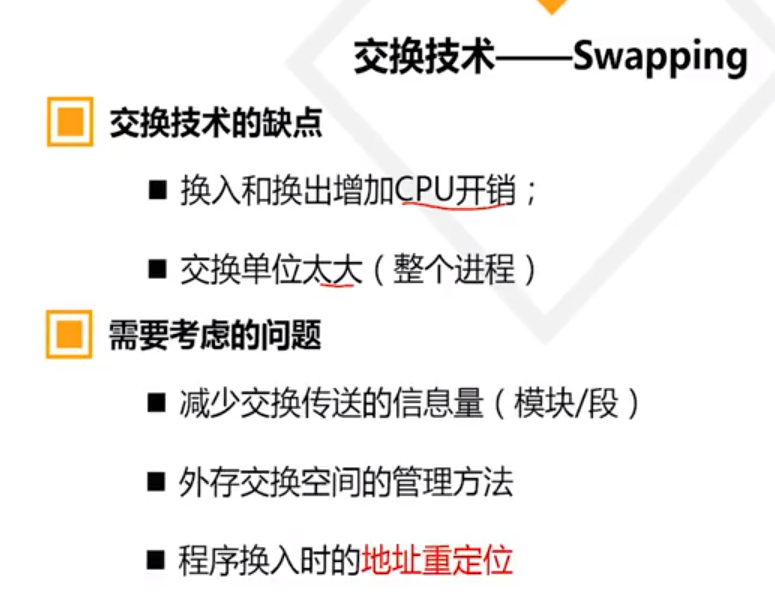 交换技术——Swapping
交换技术的缺点
■ 换入和换出增加CPU开销；
■ 交换单位太大（整个进程）
需要考虑的问题
■ 减少交换传送的信息量（模块/段）
■ 外存交换空间的管理方法
■ 程序换入时的地址重定位